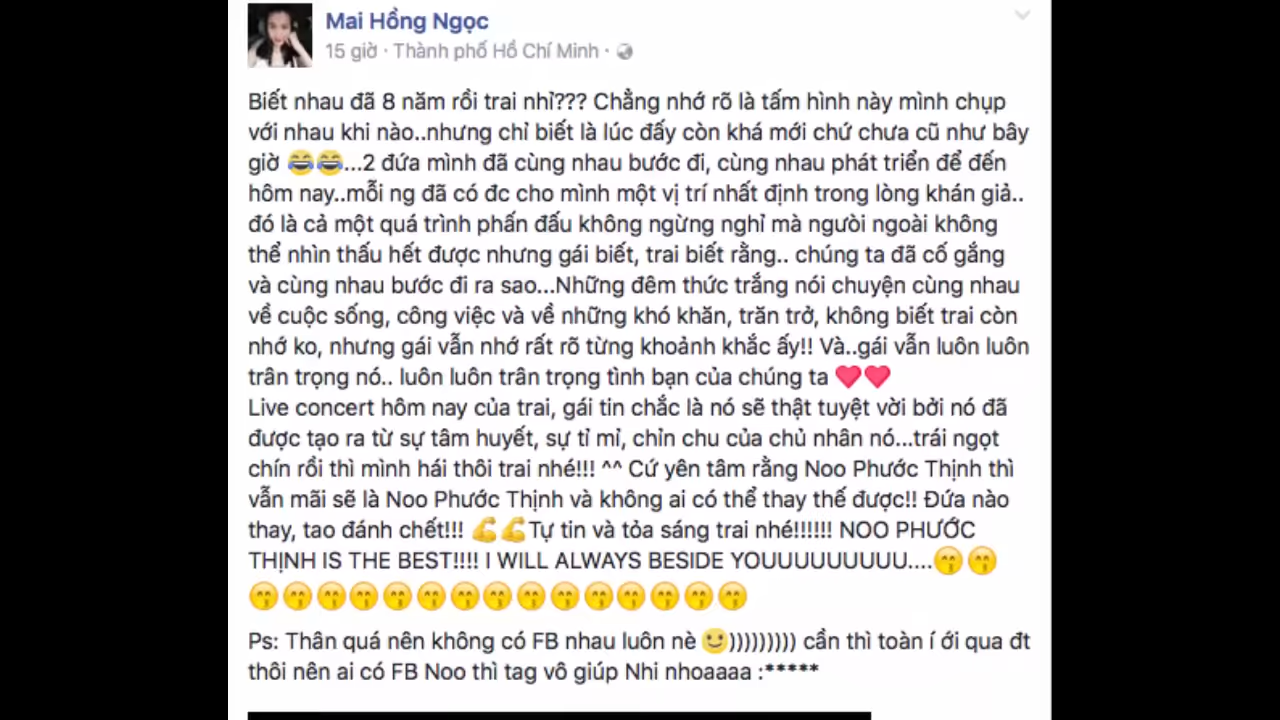 Mai Hồng Ngọc
15 giờ · Thành phố Hồ Chí Minh ·
Biết nhau đã 8 năm rồi trai nhỉ??? Chẳng nhớ rõ là tấm hình này mình chụp
với nhau khi nào..nhưng chỉ biết là lúc đấy còn khá mới chứ chưa cũ như bây
giờ 😂😂...2 đứa mình đã cùng nhau bước đi, cùng nhau phát triển để đến
hôm nay..mỗi ng đã có đc cho mình một vị trí nhất định trong lòng khán giả..
đó là cả một quá trình phấn đấu không ngừng nghỉ mà người ngoài không
thể nhìn thấu hết được nhưng gái biết, trai biết rằng.. chúng ta đã cố gắng
và cùng nhau bước đi ra sao...Những đêm thức trắng nói chuyện cùng nhau
về cuộc sống, công việc và về những khó khăn, trăn trở, không biết trai còn
nhớ ko, nhưng gái vẫn nhớ rất rõ từng khoảnh khắc ấy!! Và..gái vẫn luôn luôn
trân trọng nó.. luôn luôn trân trọng tình bạn của chúng ta ❤❤
Live concert hôm nay của trai, gái tin chắc là nó sẽ thật tuyệt vời bởi nó đã
được tạo ra từ sự tâm huyết, sự tỉ mỉ, chỉn chu của chủ nhân nó...trái ngọt
chín rồi thì mình hái thôi trai nhé!!! ^^ Cứ yên tâm rằng Noo Phước Thịnh thì
vẫn mãi sẽ là Noo Phước Thịnh và không ai có thể thay thế được!! Đứa nào
thay, tao đánh chết!!! 💪💪Tự tin và tỏa sáng trai nhé!!!!!! NOO PHƯỚC
THỊNH IS THE BEST!!!! I WILL ALWAYS BESIDE YOUUUUUUUUU....😙😙
😙😙😙😙😙😙😙😙😙😙😙😙😙😙😙
Ps: Thân quá nên không có FB nhau luôn nè 😃))))))))) cần thì toàn í ới qua đt
thôi nên ai có FB Noo thì tag vô giúp Nhi nhoaaaa :*****